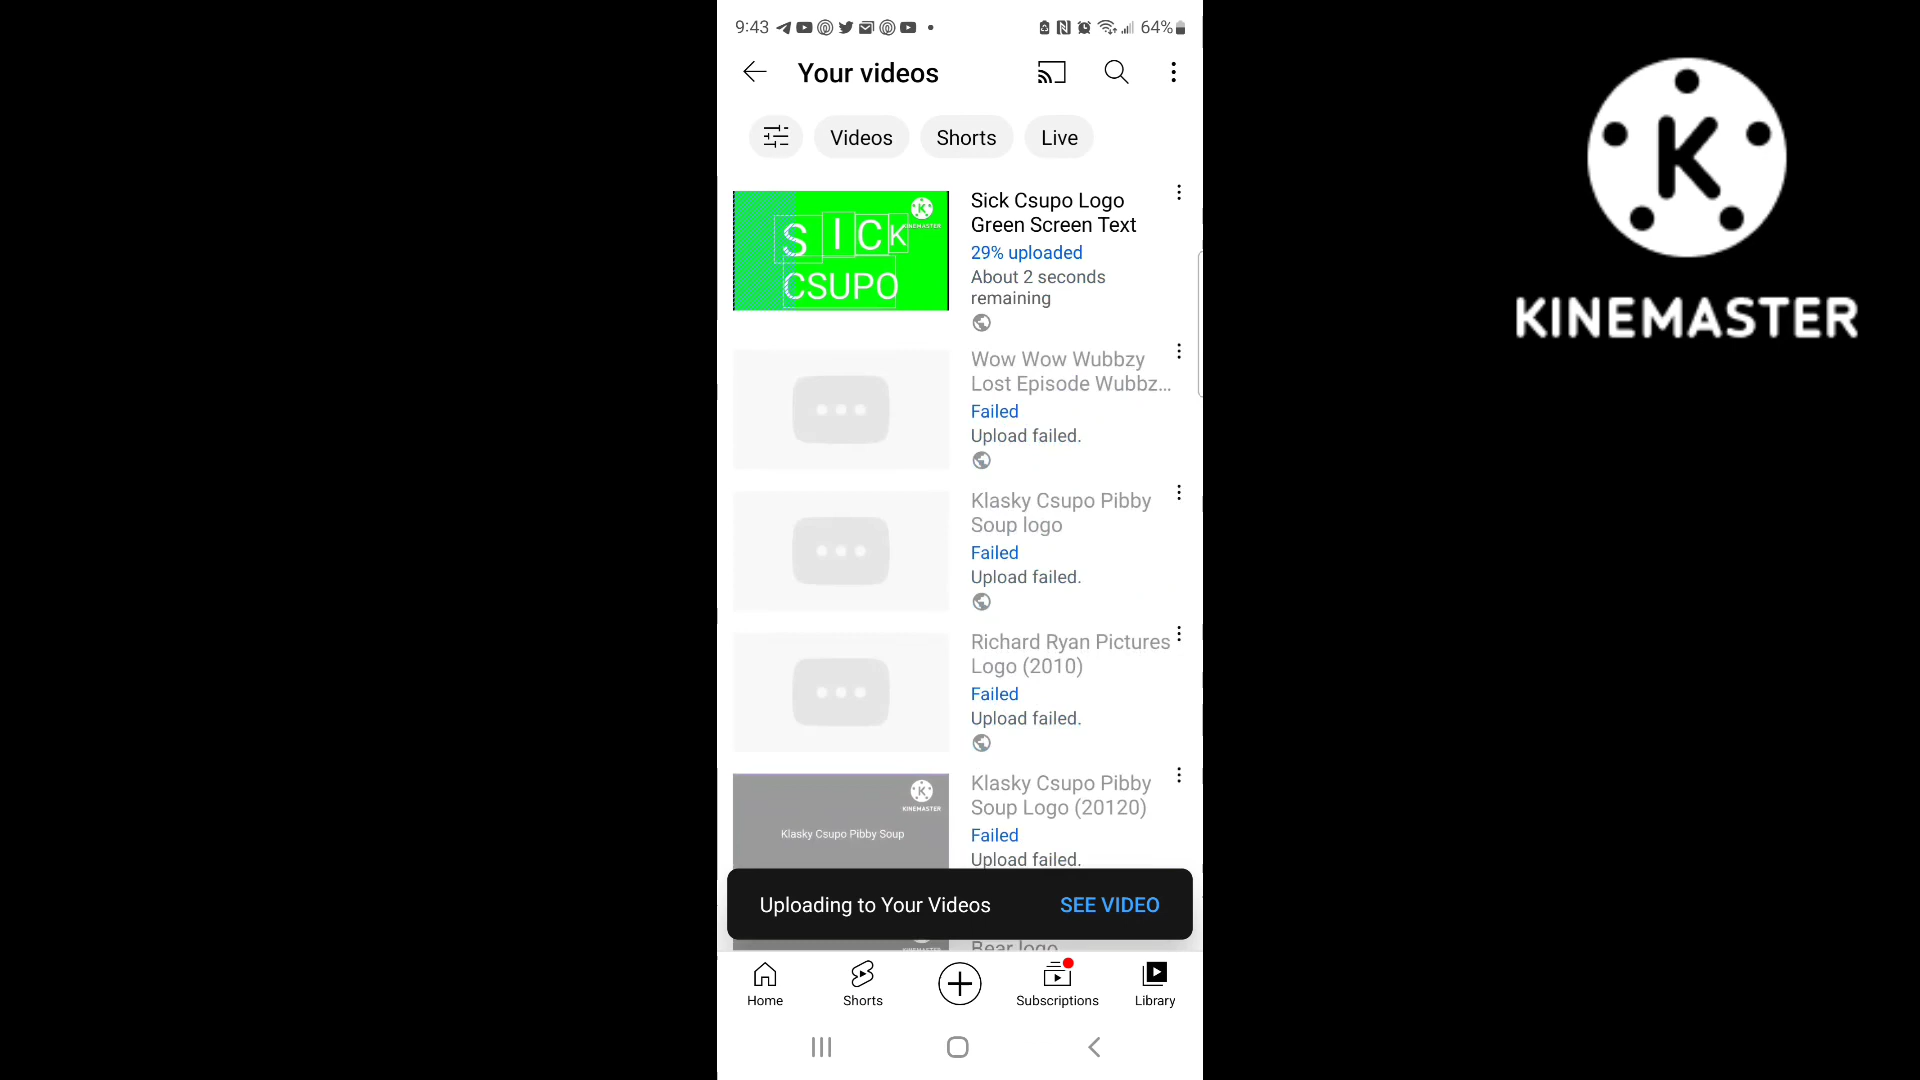 9:43
64%
Your videos
Videos
Shorts
Live
SICK
CSUPO
KINEMASTER
Sick Csupo Logo
Green Screen Text
29% uploaded
About 2 seconds
remaining
Wow Wow Wubbzy
Lost Episode Wubbz...
Failed
Upload failed.
Klasky Csupo Pibby
Soup logo
Failed
Upload failed.
Richard Ryan Pictures
Logo (2010)
Failed
Upload failed.
KINEMASTER
Klasky Csupo Pibby Soup
Klasky Csupo Pibby
Soup Logo (20120)
Failed
Upload failed.
Uploading to Your Videos
SEE VIDEO
Bear logo
Home
Shorts
Subscriptions
Library
K
KINEMASTER